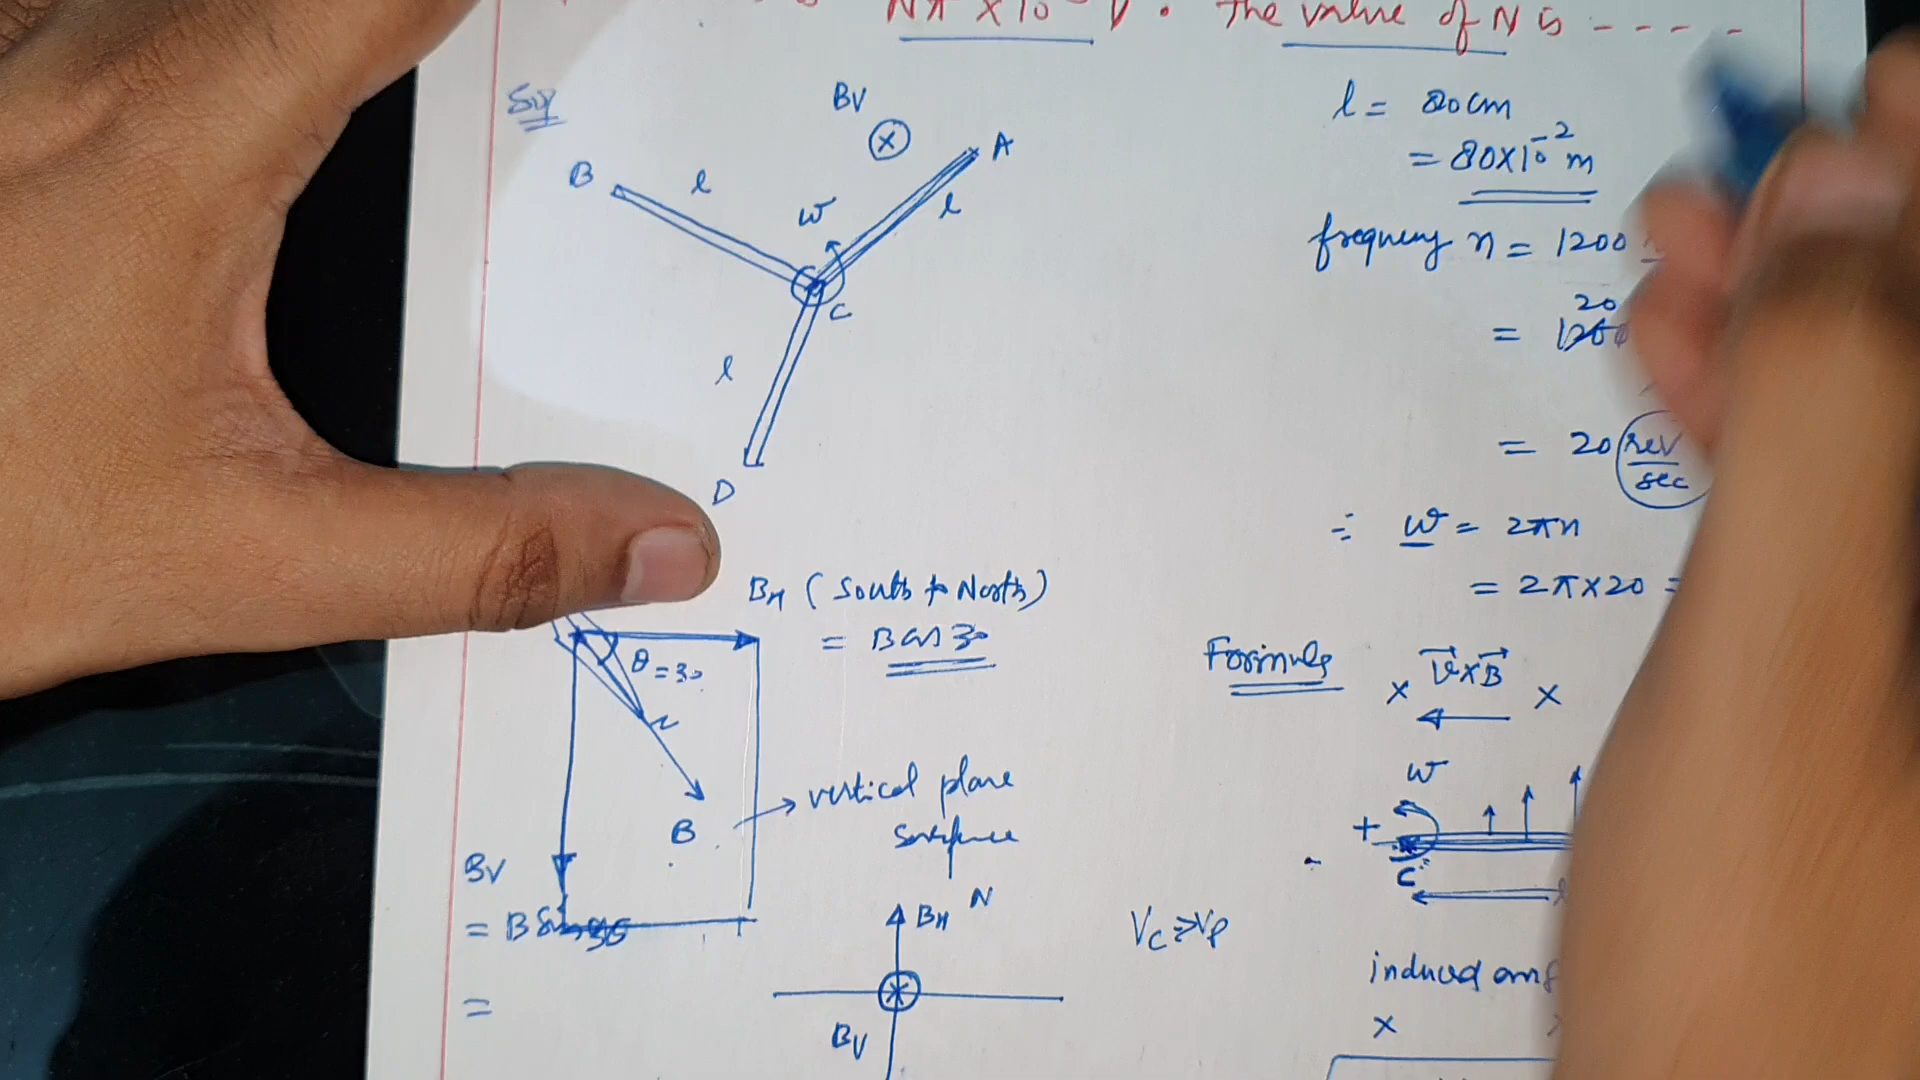 Nπ × 10 V. The value of N is - - - -
Sol
BV
⊗
A
B
l
w
l
C
l
D
l = 80cm
= 80×10⁻² m
frequency n = 1200
20
=
= 20 rev/sec
∴ w = 2πn
= 2π×20 =
BH (South to North)
= B cos 30
θ = 30
B
→ vertical plane
BV
= B Sin 30
=
BH N
BV
Formula
v×B
× ×
w
+
C
VC > VP
induced emf
×